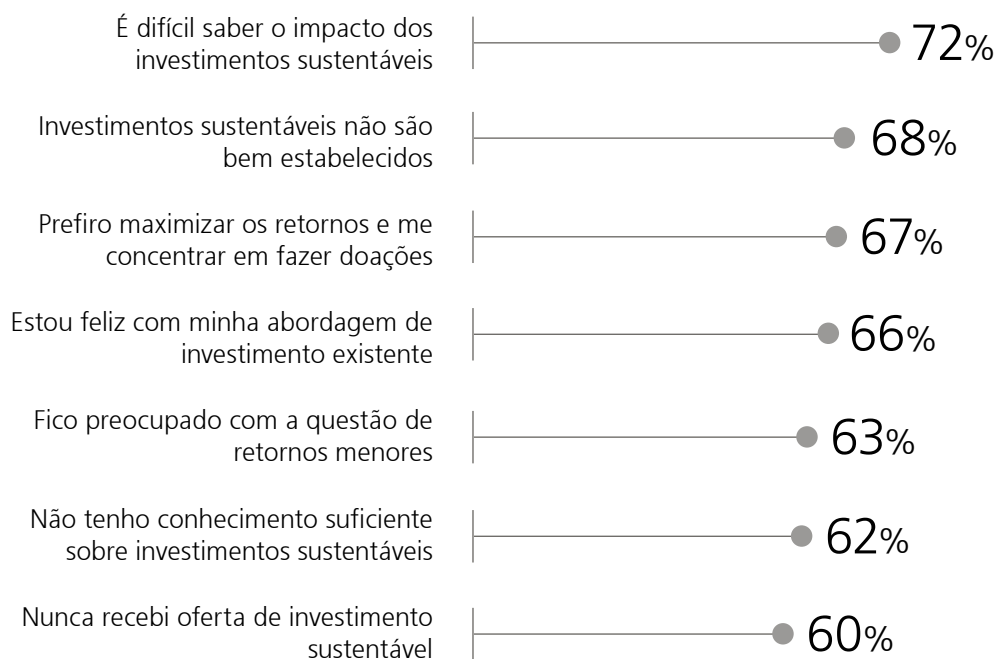 É difícil saber o impacto dos
investimentos sustentáveis
72%
Investimentos sustentáveis não são
bem estabelecidos
68%
Prefiro maximizar os retornos e me
concentrar em fazer doações
67%
Estou feliz com minha abordagem de
investimento existente
66%
Fico preocupado com a questão de
retornos menores
63%
Não tenho conhecimento suficiente
sobre investimentos sustentáveis
62%
Nunca recebi oferta de investimento
sustentável
60%